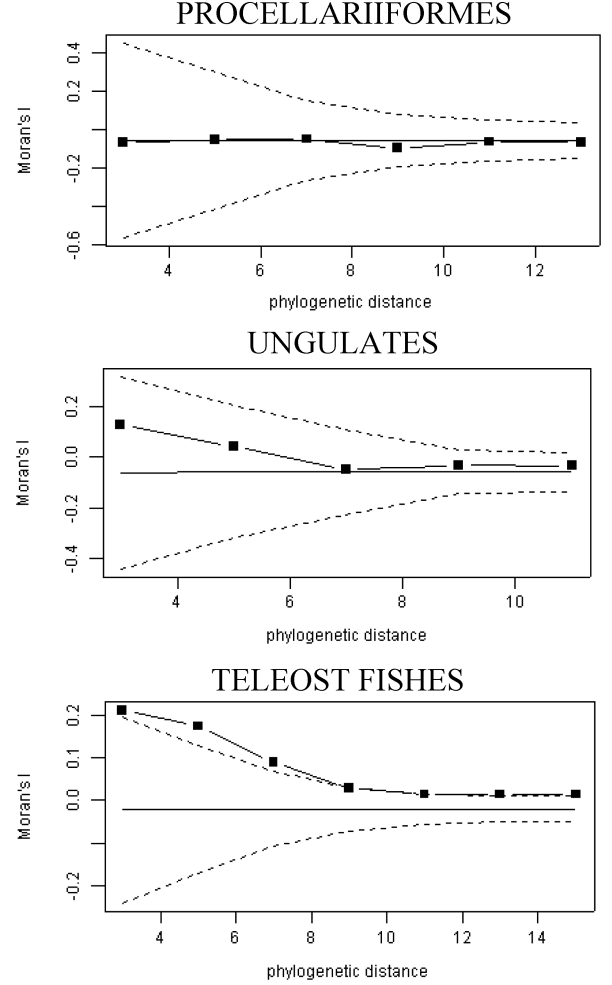 PROCELLARIIFORMES
0.4
0.2
-0.2
-0.6
Moran's I
4 6 8 10 12
phylogenetic distance
UNGULATES
0.2
0.0
-0.2
-0.4
Moran's I
4 6 8 10
phylogenetic distance
TELEOST FISHES
0.2
0.1
0.0
-0.2
Moran's I
4 6 8 10 12 14
phylogenetic distance